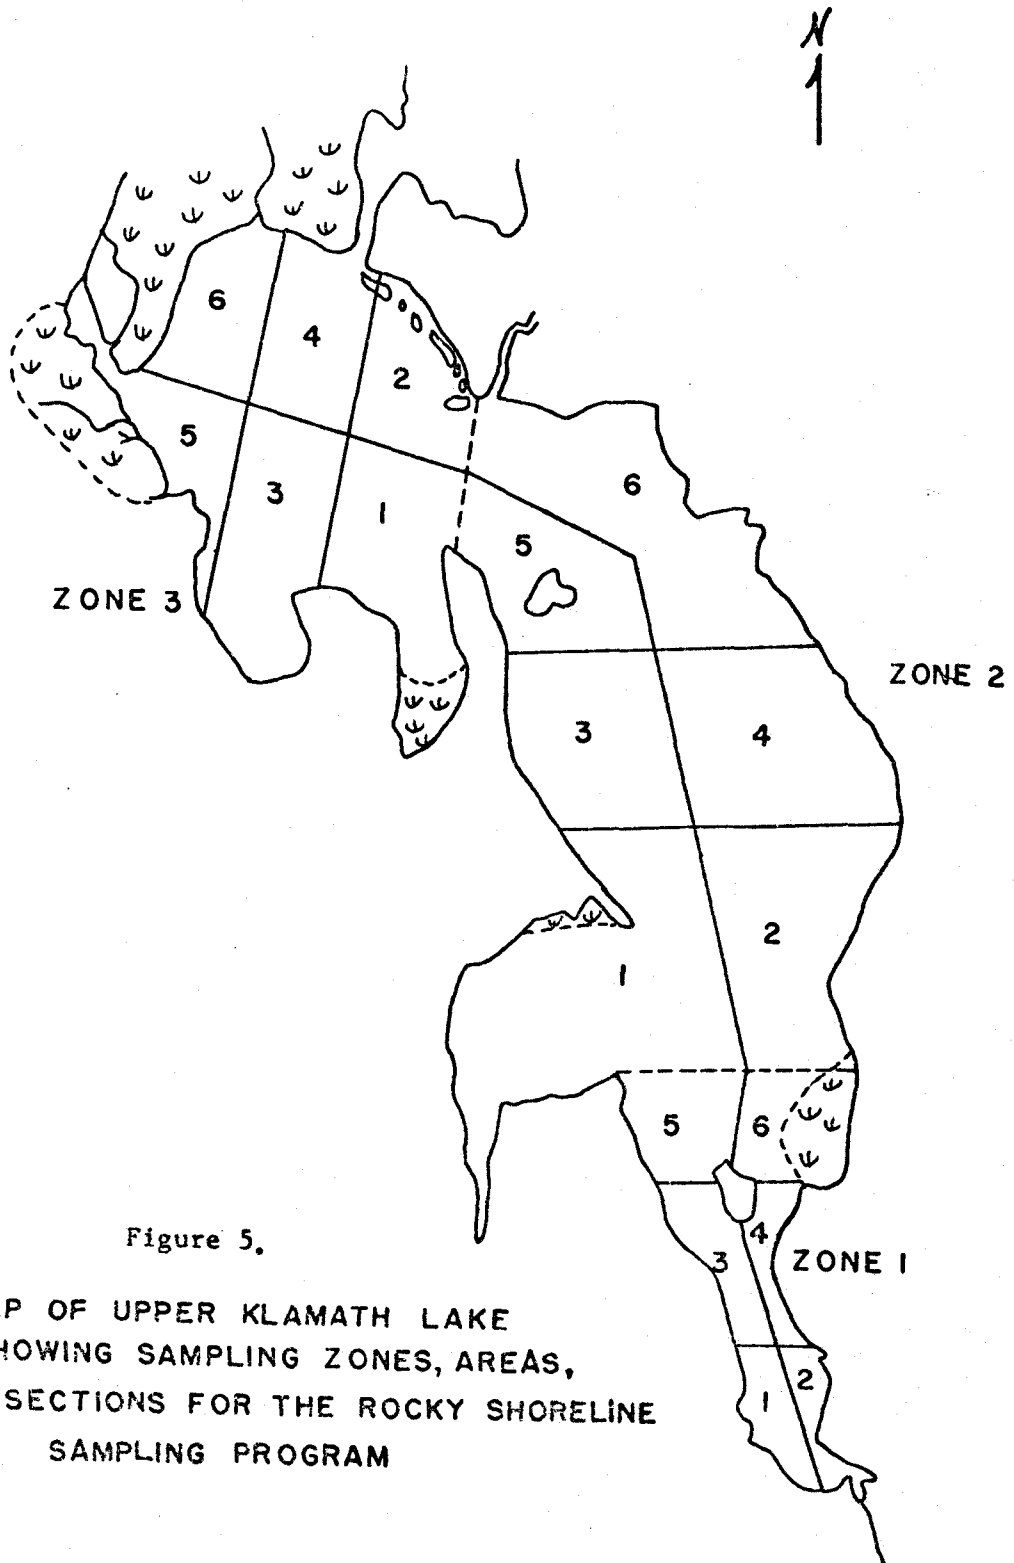 N
6
4
2
5
3
1
6
5
ZONE 3
ZONE 2
3
4
2
1
5
6
4
3
ZONE 1
2
1
Figure 5.
P OF UPPER KLAMATH LAKE
HOWING SAMPLING ZONES, AREAS,
SECTIONS FOR THE ROCKY SHORELINE
SAMPLING PROGRAM